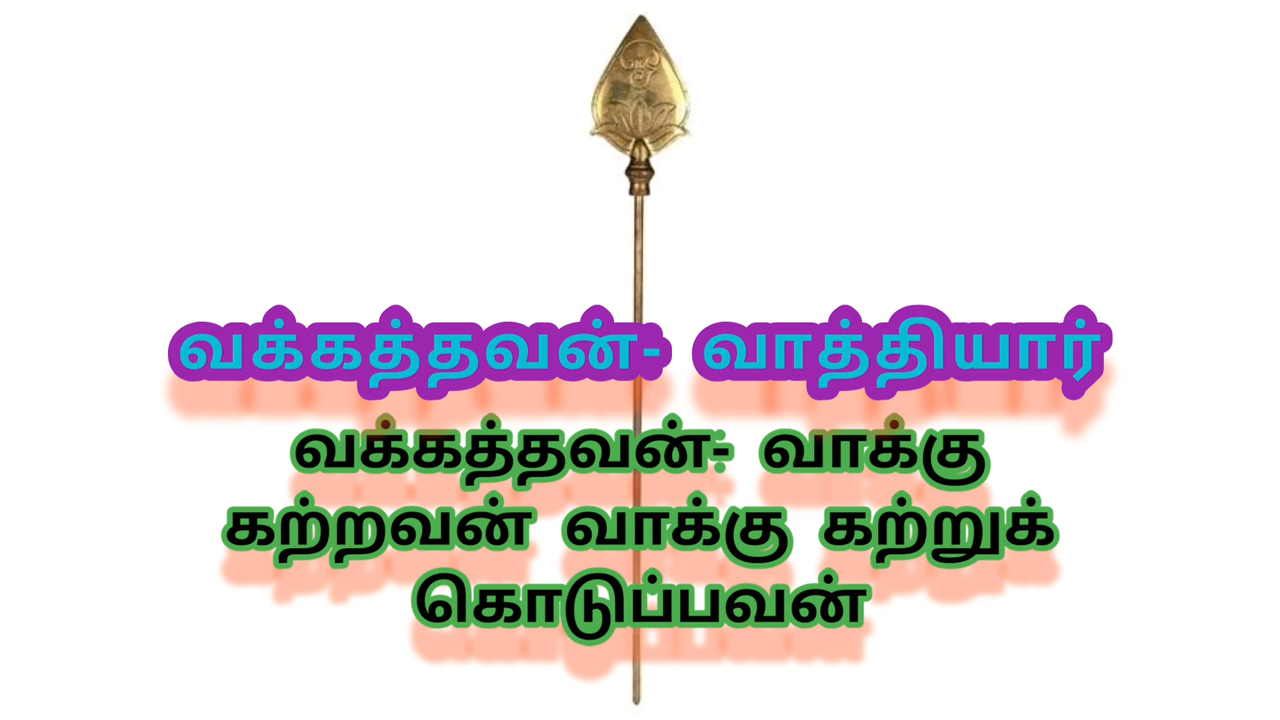 வக்கத்தவன்- வாத்தியார்
வக்கத்தவன்- வாக்கு
கற்றவன் வாக்கு கற்றுக்
கொடுப்பவன்